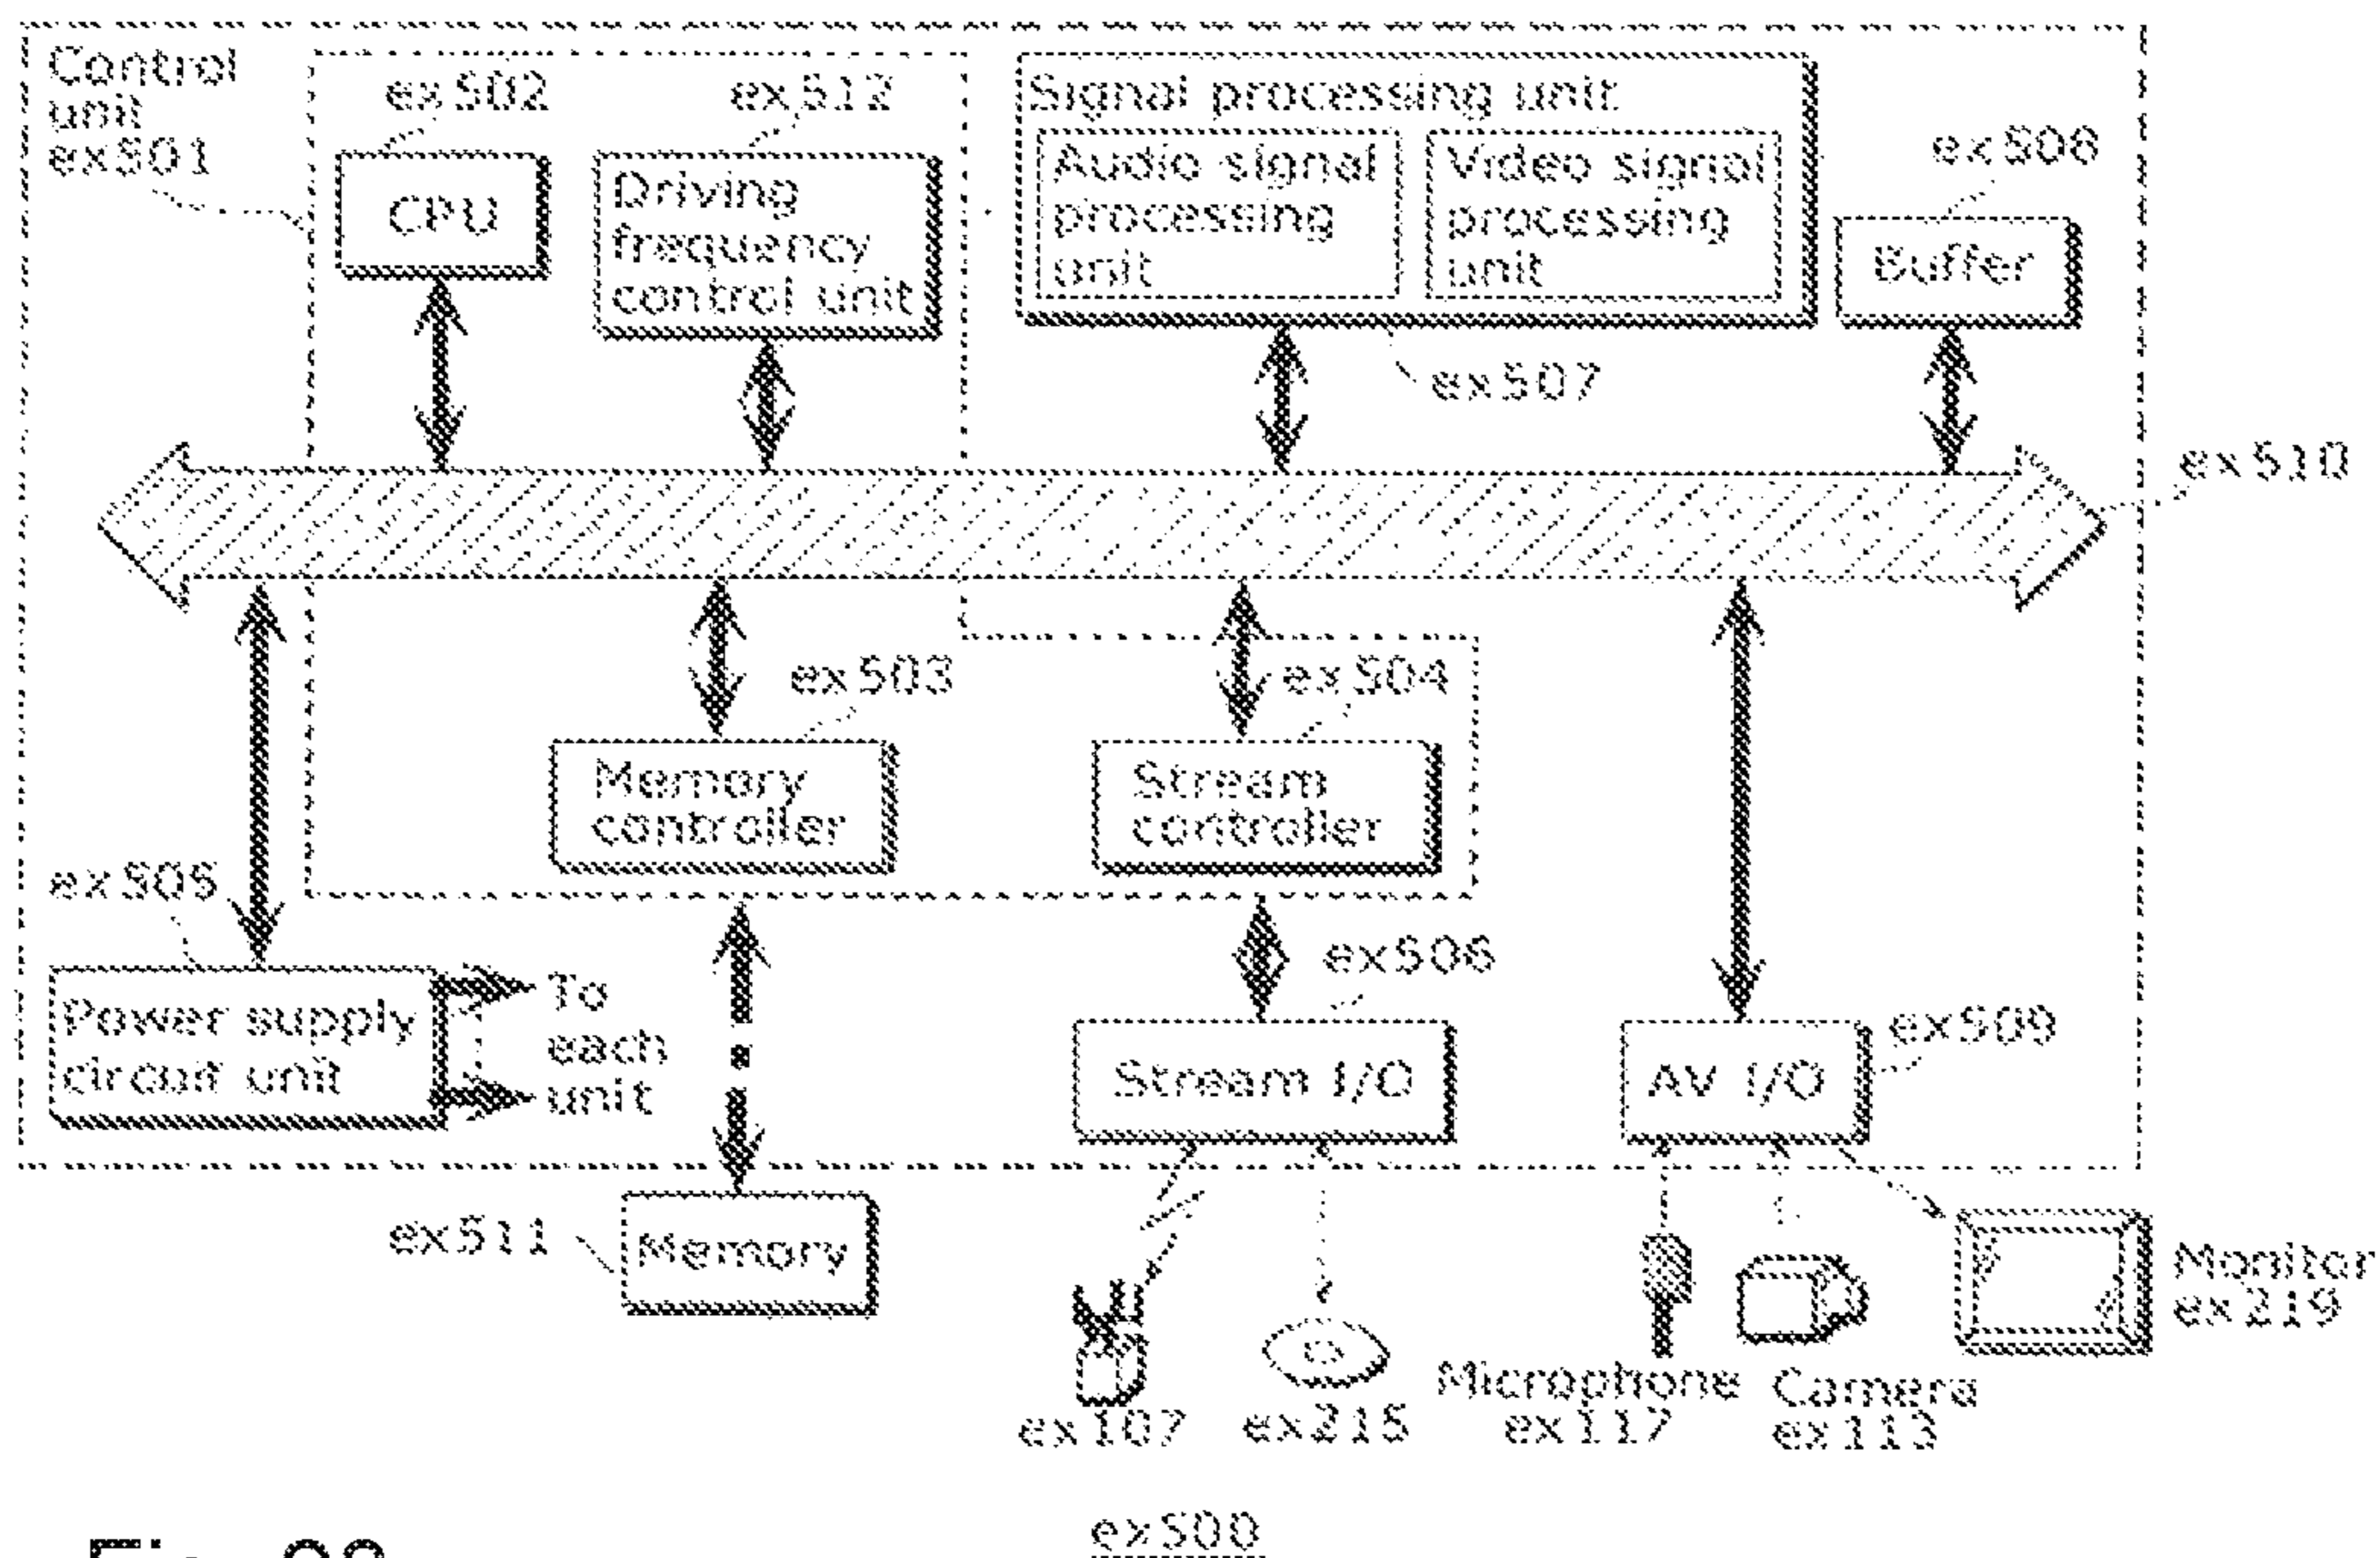 Control
unit
ex501
ex502
ex512
CPU
Driving
frequency
control unit
Signal processing unit
Audio signal
processing
unit
Video signal
processing
unit
ex508
Buffer
ex507
ex510
ex503
ex504
Memory
controller
Stream
controller
ex505
Power supply
circuit unit
To
each
unit
ex506
Stream I/O
ex509
AV I/O
ex511
Memory
ex107
ex215
Microphone
ex117
Camera
ex113
Monitor
ex219
ex500